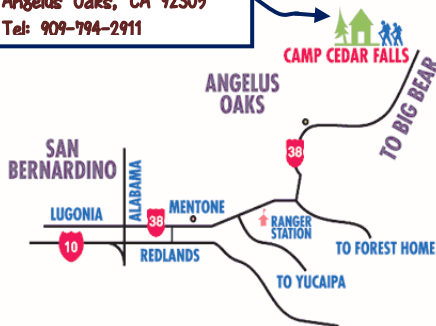 Angelus Oaks, CA 92305
Tel: 909-794-2911
CAMP CEDAR FALLS
ANGELUS
OAKS
TO BIG BEAR
38
SAN
BERNARDINO
ALABAMA
LUGONIA
38
MENTONE
RANGER
STATION
10
REDLANDS
TO FOREST HOME
TO YUCAIPA